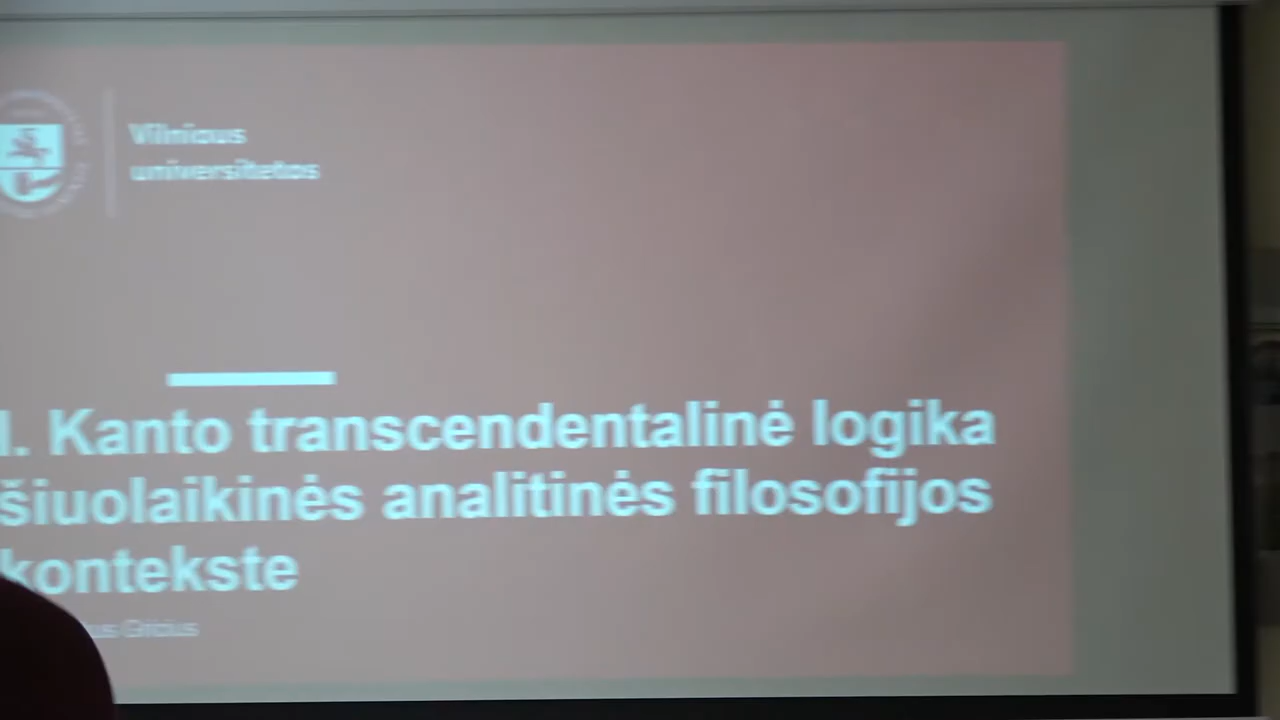 Vilniaus
universitetas
I. Kanto transcendentalinė logika
šiuolaikinės analitinės filosofijos
kontekste